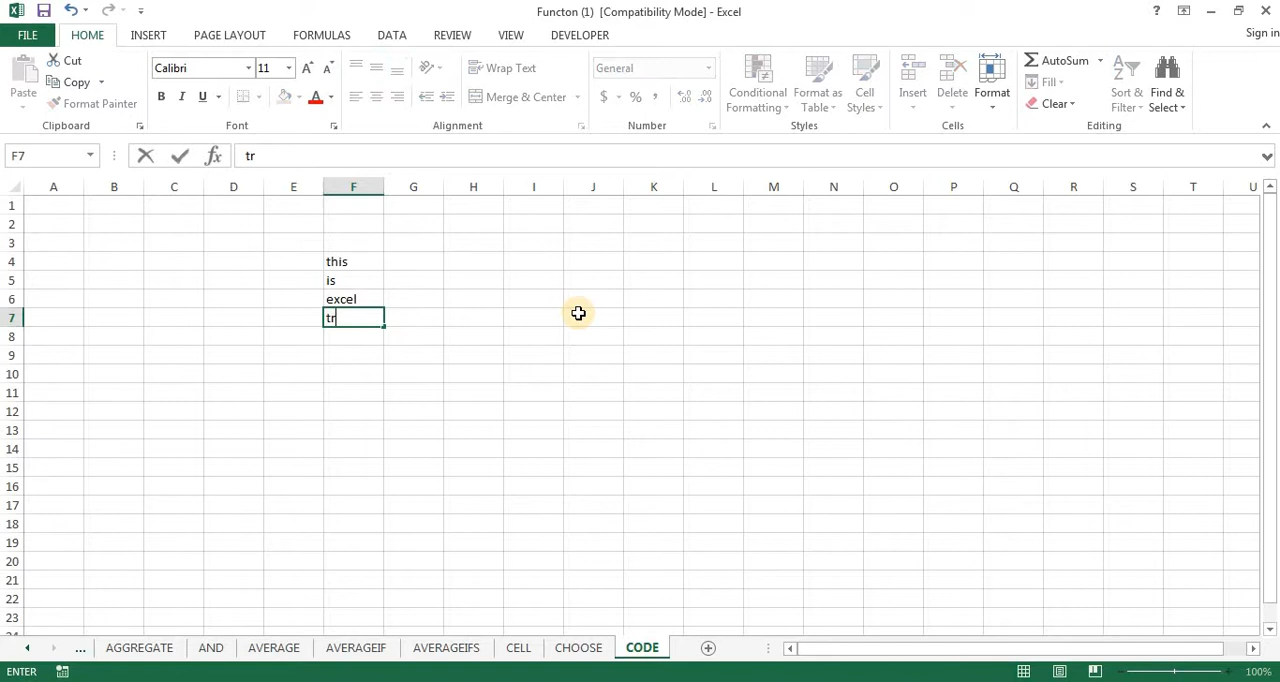 Functon (1) [Compatibility Mode] - Excel
?
Sign in
FILE HOME INSERT PAGE LAYOUT FORMULAS DATA REVIEW VIEW DEVELOPER
Paste
Cut
Copy
Format Painter
Clipboard
Calibri 11
B I U
Font
Wrap Text
Merge & Center
Alignment
General
$ % ,
Number
Conditional Formatting
Format as Table
Cell Styles
Styles
Insert
Delete
Format
Cells
AutoSum
Fill
Clear
Sort & Filter
Find & Select
Editing
F7 fx tr
A B C D E F G H I J K L M N O P Q R S T U
1
2
3
4 this
5 is
6 excel
7 tr
8
9
10
11
12
13
14
15
16
17
18
19
20
21
22
23
... AGGREGATE AND AVERAGE AVERAGEIF AVERAGEIFS CELL CHOOSE CODE
ENTER 100%